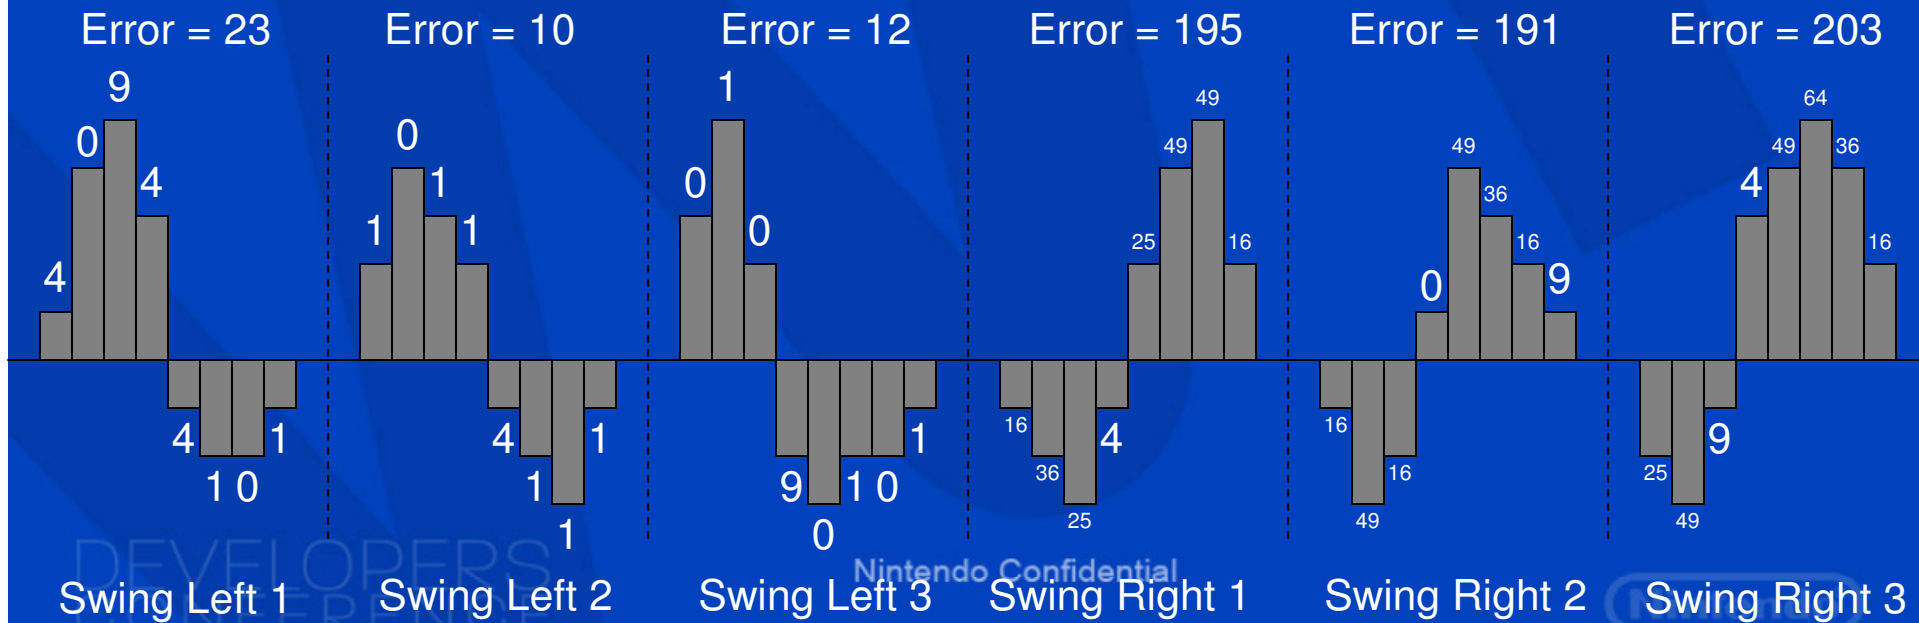 Error = 23
Error = 10
Error = 12
Error = 195
Error = 191
Error = 203
4 0 9 4 4 1 0 1
1 0 1 1 4 1 1 1
0 1 0 9 0 1 0 1
16 36 25 4 25 49 49 16
16 49 16 0 49 36 16 9
25 49 9 4 49 64 36 16
Nintendo Confidential
DEVELOPERS
CONFERENCE
Swing Left 1
Swing Left 2
Swing Left 3
Swing Right 1
Swing Right 2
Swing Right 3
Nintendo